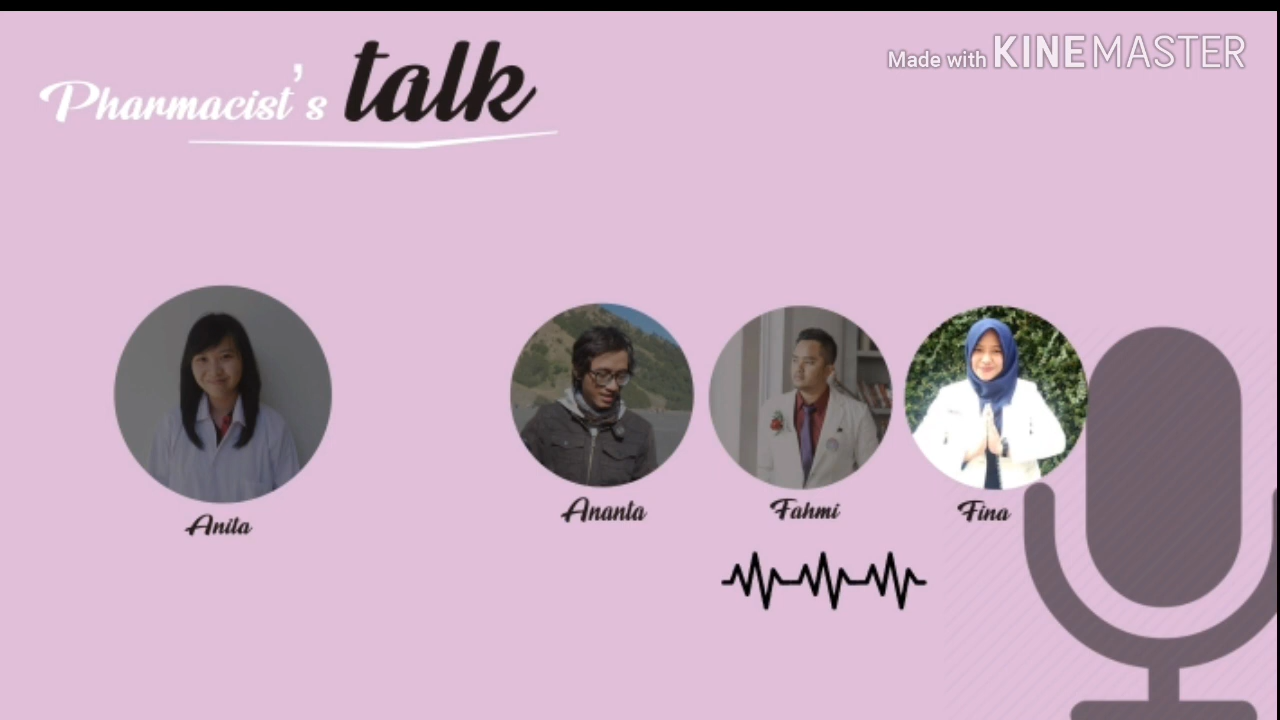 Made with KINEMASTER
Pharmacist's talk
Anita
Ananta
Fahmi
Fina